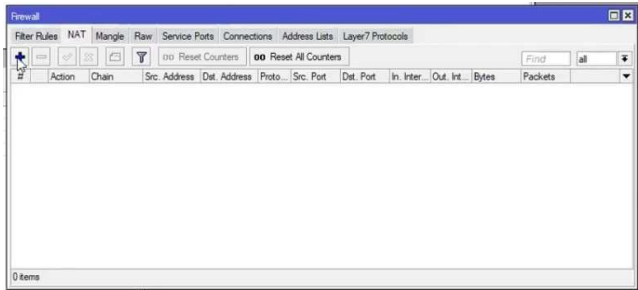 Firewall
Filter Rules NAT Mangle Raw Service Ports Connections Address Lists Layer7 Protocols
00 Reset Counters 00 Reset All Counters Find all
# Action Chain Src. Address Dst. Address Proto... Src. Port Dst. Port In. Inter... Out. Int... Bytes Packets
0 items